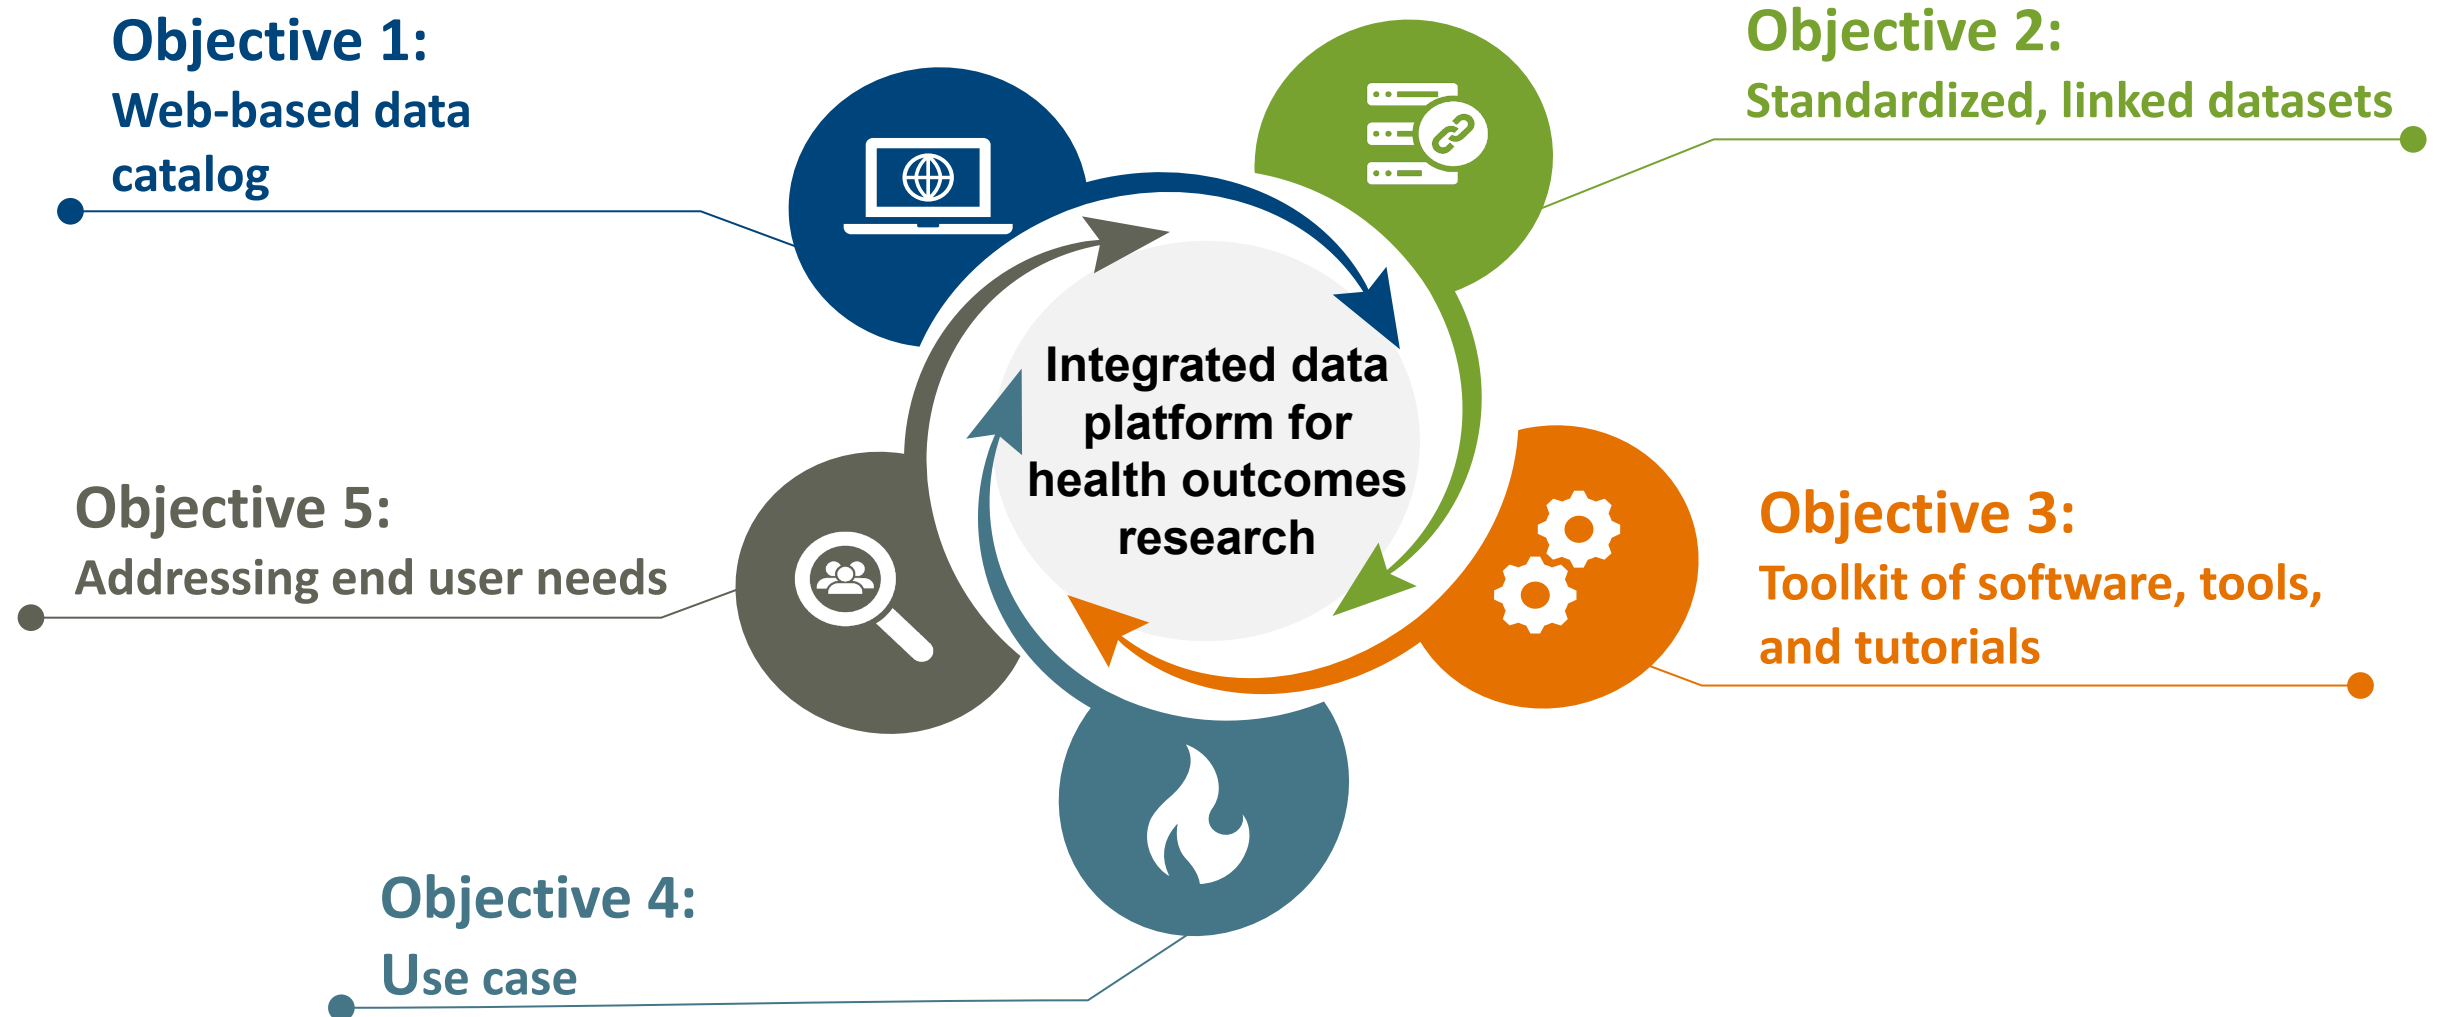 Objective 1:
Web-based data
catalog
Objective 2:
Standardized, linked datasets
Integrated data
platform for
health outcomes
research
Objective 5:
Addressing end user needs
Objective 3:
Toolkit of software, tools,
and tutorials
Objective 4:
Use case